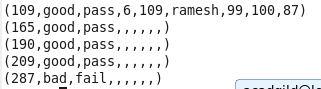 (109,good,pass,6,109,ramesh,99,100,87)
(165,good,pass,,,,,,)
(190,good,pass,,,,,,)
(209,good,pass,,,,,,)
(287,bad,fail,,,,,,)